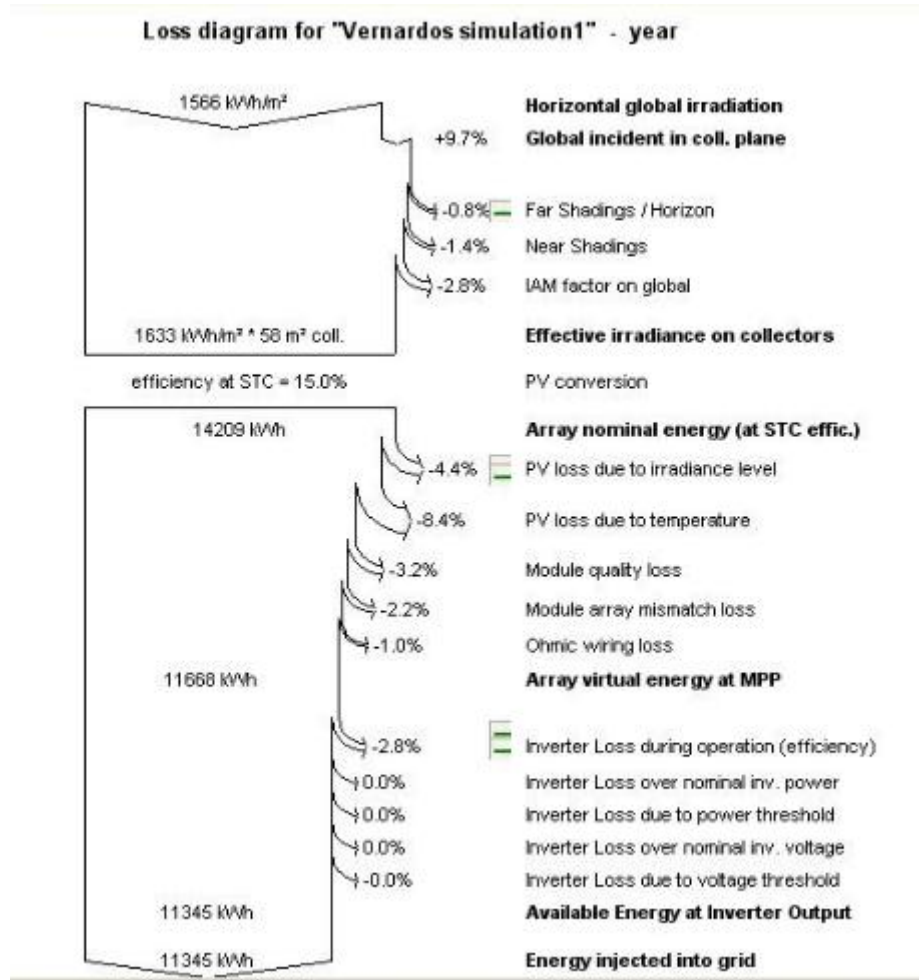 Loss diagram for "Vernardos simulation1" - year
1566 kWh/m² Horizontal global irradiation
+9.7% Global incident in coll. plane
-0.8% Far Shadings / Horizon
-1.4% Near Shadings
-2.8% IAM factor on global
1633 kWh/m² * 58 m² coll. Effective irradiance on collectors
efficiency at STC = 15.0% PV conversion
14209 kWh Array nominal energy (at STC effic.)
-4.4% PV loss due to irradiance level
-8.4% PV loss due to temperature
-3.2% Module quality loss
-2.2% Module array mismatch loss
-1.0% Ohmic wiring loss
11668 kWh Array virtual energy at MPP
-2.8% Inverter Loss during operation (efficiency)
0.0% Inverter Loss over nominal inv. power
0.0% Inverter Loss due to power threshold
0.0% Inverter Loss over nominal inv. voltage
-0.0% Inverter Loss due to voltage threshold
11345 kWh Available Energy at Inverter Output
11345 kWh Energy injected into grid